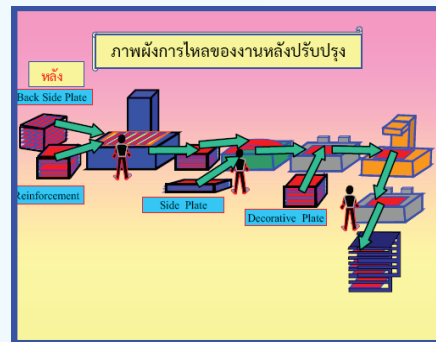 ภาพผังการไหลของงานหลังปรับปรุง
หลัง
Back Side Plate
Reinforcement
Side Plate
Decorative Plate